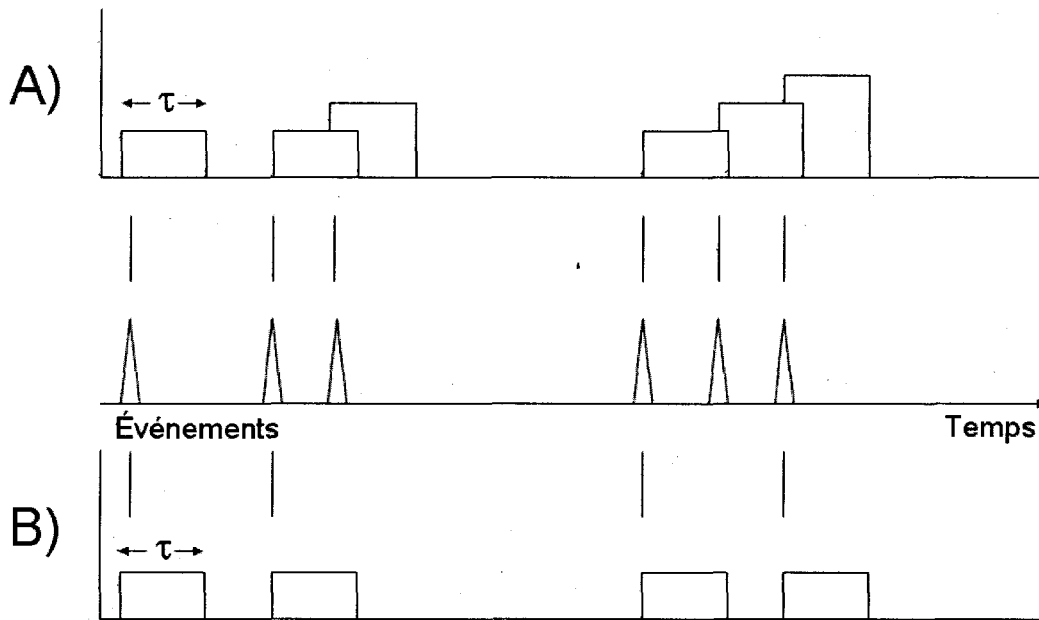 A)
τ
Événements
Temps
B)
τ